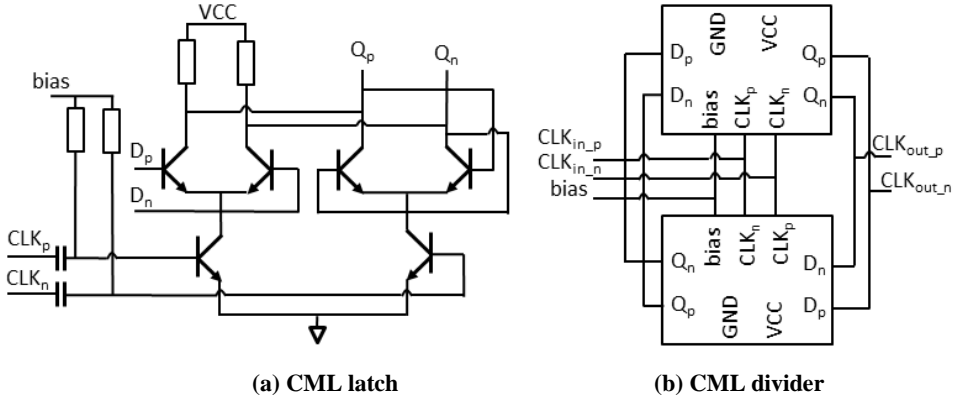 VCC
Qp Qn
bias
Dp
Dn
CLKp
CLKn
(a) CML latch
Dp GND VCC Qp
Dn bias CLKp CLKn Qn
CLKin_p
CLKin_n
bias
CLKout_p
CLKout_n
Qn bias CLKn CLKp Dn
Qp GND VCC Dp
(b) CML divider